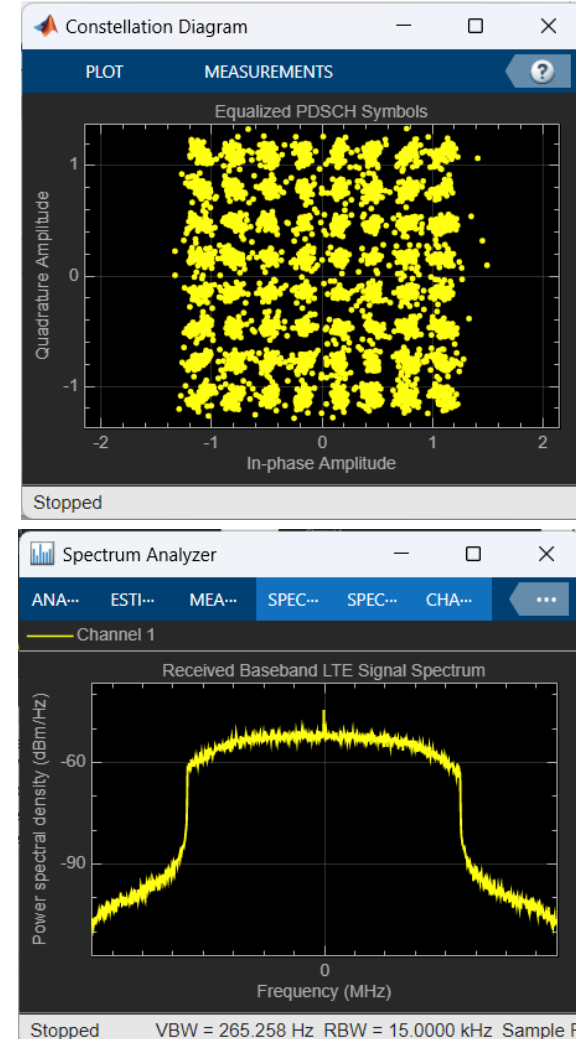 Constellation Diagram
PLOT MEASUREMENTS ?
Equalized PDSCH Symbols
Quadrature Amplitude
1
0
-1
-2 -1 0 1 2
In-phase Amplitude
Stopped
Spectrum Analyzer
ANA... ESTI... MEA... SPEC... SPEC... CHA... ...
Channel 1
Received Baseband LTE Signal Spectrum
Power spectral density (dBm/Hz)
-60
-90
0
Frequency (MHz)
Stopped VBW = 265.258 Hz RBW = 15.0000 kHz Sample